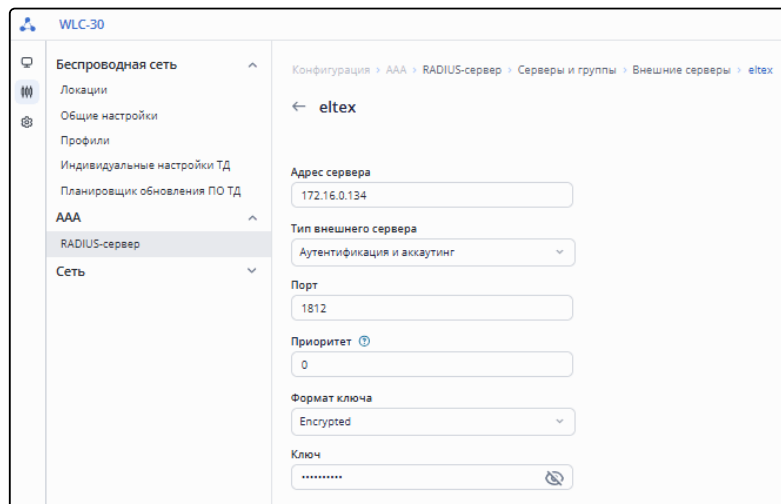 WLC-30
Беспроводная сеть
Локации
Общие настройки
Профили
Индивидуальные настройки ТД
Планировщик обновления ПО ТД
AAA
RADIUS-сервер
Сеть
Конфигурация > AAA > RADIUS-сервер > Серверы и группы > Внешние серверы > eltex
← eltex
Адрес сервера
172.16.0.134
Тип внешнего сервера
Аутентификация и аккаутинг
Порт
1812
Приоритет ?
0
Формат ключа
Encrypted
Ключ
••••••••••